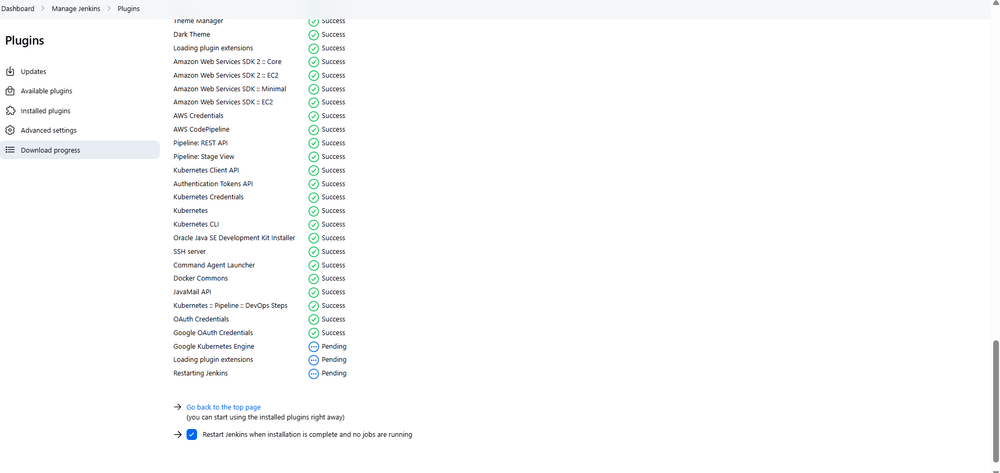 Dashboard > Manage Jenkins > Plugins
Plugins
Updates
Available plugins
Installed plugins
Advanced settings
Download progress
Theme Manager Success
Dark Theme Success
Loading plugin extensions Success
Amazon Web Services SDK 2 :: Core Success
Amazon Web Services SDK 2 :: EC2 Success
Amazon Web Services SDK :: Minimal Success
Amazon Web Services SDK :: EC2 Success
AWS Credentials Success
AWS CodePipeline Success
Pipeline: REST API Success
Pipeline: Stage View Success
Kubernetes Client API Success
Authentication Tokens API Success
Kubernetes Credentials Success
Kubernetes Success
Kubernetes CLI Success
Oracle Java SE Development Kit Installer Success
SSH server Success
Command Agent Launcher Success
Docker Commons Success
JavaMail API Success
Kubernetes :: Pipeline :: DevOps Steps Success
OAuth Credentials Success
Google OAuth Credentials Success
Google Kubernetes Engine Pending
Loading plugin extensions Pending
Restarting Jenkins Pending
Go back to the top page
(you can start using the installed plugins right away)
Restart Jenkins when installation is complete and no jobs are running